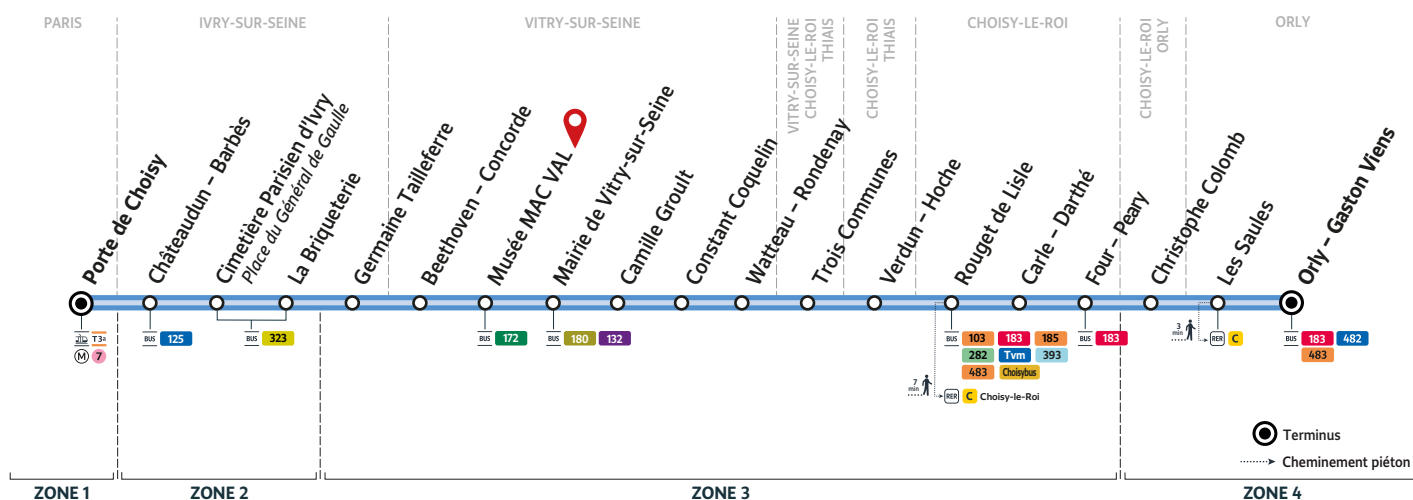 PARIS
IVRY-SUR-SEINE
VITRY-SUR-SEINE
VITRY-SUR-SEINE
CHOISY-LE-ROI
THIAIS
CHOISY-LE-ROI
THIAIS
CHOISY-LE-ROI
CHOISY-LE-ROI
ORLY
ORLY
Porte de Choisy
Châteaudun – Barbès
Cimetière Parisien d'Ivry
Place du Général de Gaulle
La Briqueterie
Germaine Tailleferre
Beethoven – Concorde
Musée MAC VAL
Mairie de Vitry-sur-Seine
Camille Groult
Constant Coquelin
Watteau – Rondenay
Trois Communes
Verdun – Hoche
Rouget de Lisle
Carle – Darthé
Four – Peary
Christophe Colomb
Les Saules
Orly – Gaston Viens
T3a
M 7
BUS 125
BUS 323
BUS 172
BUS 180 132
BUS 103 183 185
282 Tvm 393
483 Choisybus
7 min
RER C Choisy-le-Roi
BUS 183
3 min
RER C
BUS 183 482
483
Terminus
Cheminement piéton
ZONE 1
ZONE 2
ZONE 3
ZONE 4